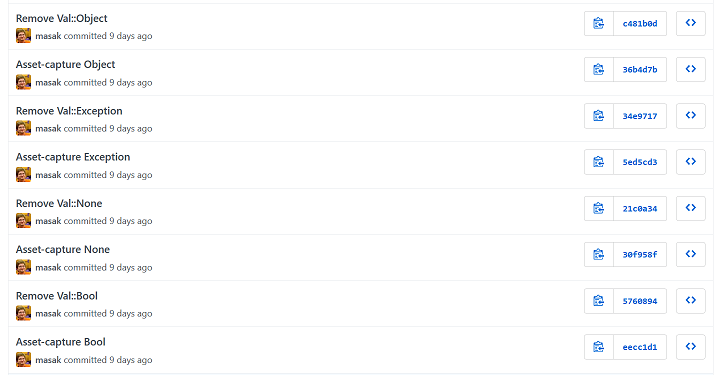 Remove Val::Object
c481b0d
masak committed 9 days ago
Asset-capture Object
36b4d7b
masak committed 9 days ago
Remove Val::Exception
34e9717
masak committed 9 days ago
Asset-capture Exception
5ed5cd3
masak committed 9 days ago
Remove Val::None
21c0a34
masak committed 9 days ago
Asset-capture None
30f958f
masak committed 9 days ago
Remove Val::Bool
5760894
masak committed 9 days ago
Asset-capture Bool
eecc1d1
masak committed 9 days ago